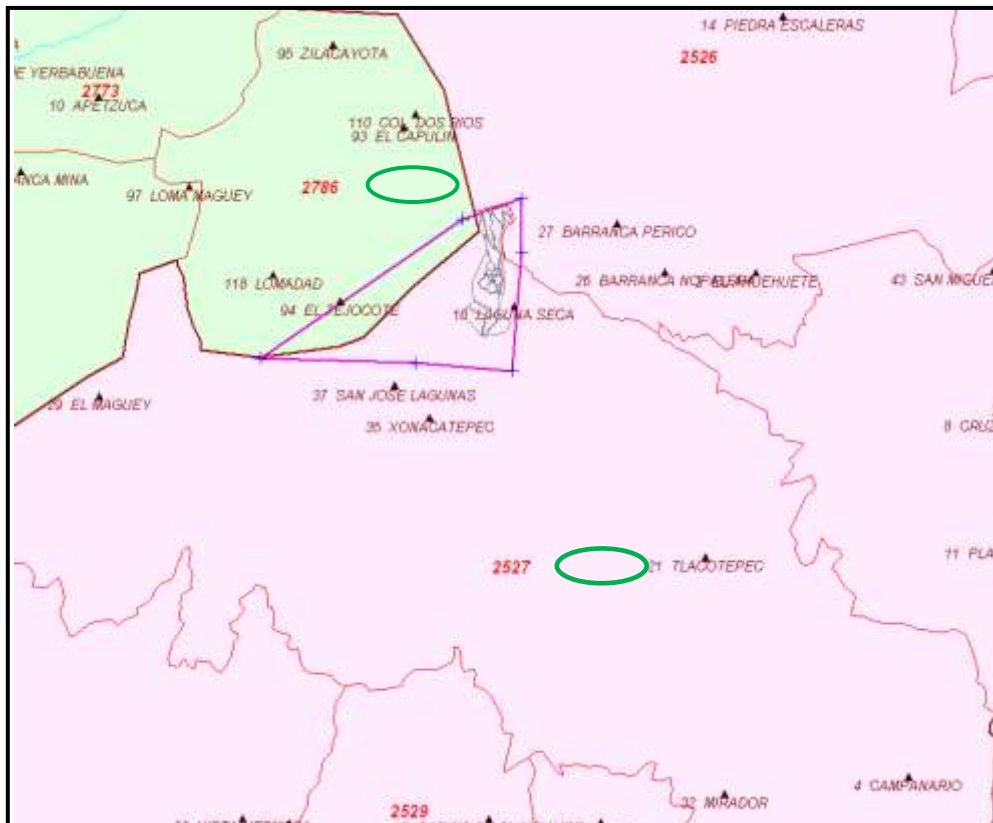 14 PIEDRA ESCALERAS
95 ZILACAYOTA
2526
YERBABUENA
2773
10 APETZUCA
110 COL. DOS RIOS
93 EL CAPULIN
MINA
97 LOMA MAGUEY
2786
27 BARRANCA PERICO
118 LOMADAD
26 BARRANCA
43 SAN
94 EL TEJOCOTE
18 LAGUNA SECA
37 SAN JOSE LAGUNAS
29 EL MAGUEY
35 XONACATEPEC
8
11
2527
21 TLACOTEPEC
4 CAMPANARIO
32 MIRADOR
2529